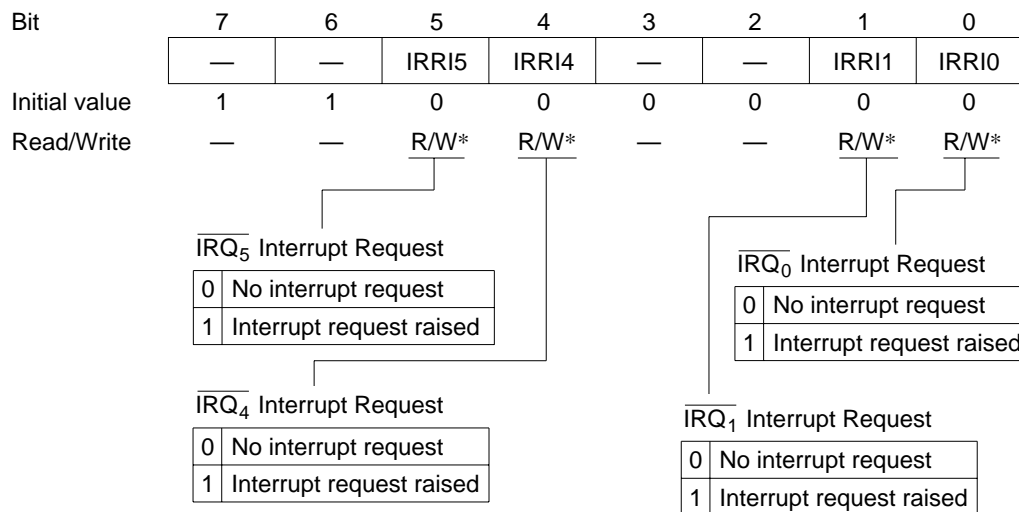 Bit 7 6 5 4 3 2 1 0
— — IRRI5 IRRI4 — — IRRI1 IRRI0
Initial value 1 1 0 0 0 0 0 0
Read/Write — — R/W* R/W* — — R/W* R/W*
IRQ5 Interrupt Request
0 No interrupt request
1 Interrupt request raised
IRQ0 Interrupt Request
0 No interrupt request
1 Interrupt request raised
IRQ4 Interrupt Request
0 No interrupt request
1 Interrupt request raised
IRQ1 Interrupt Request
0 No interrupt request
1 Interrupt request raised